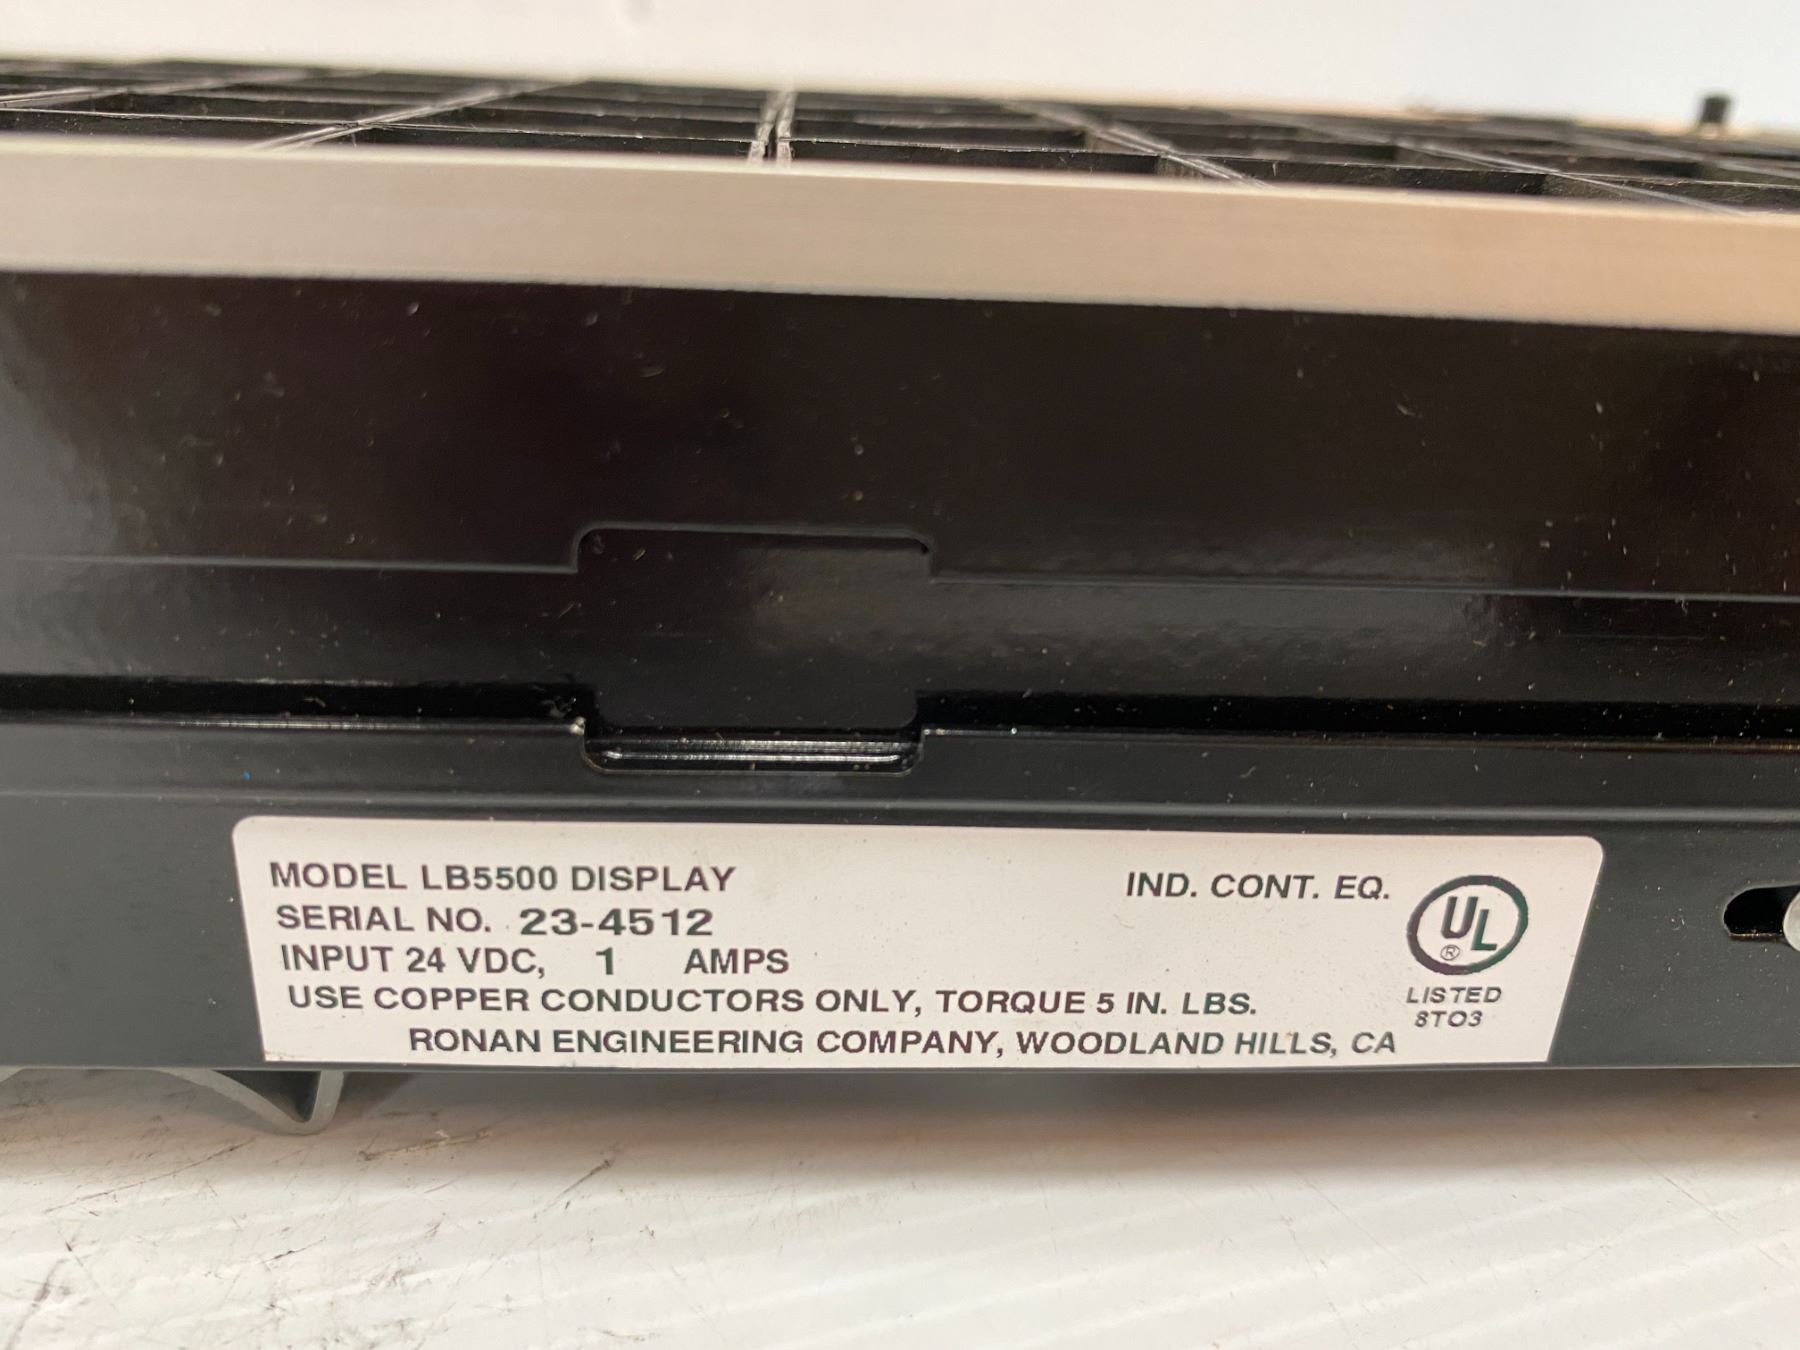 MODEL LB5500 DISPLAY
SERIAL NO. 23-4512
INPUT 24 VDC, 1 AMPS
USE COPPER CONDUCTORS ONLY, TORQUE 5 IN. LBS.
RONAN ENGINEERING COMPANY, WOODLAND HILLS, CA
IND. CONT. EQ.
UL
®
LISTED
8TO3